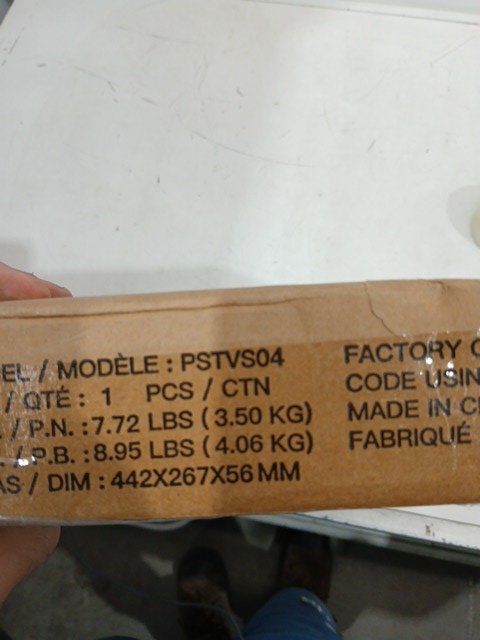 EL / MODÈLE : PSTVS04
/ QTÉ : 1 PCS / CTN
/ P.N. : 7.72 LBS ( 3.50 KG)
. / P.B. : 8.95 LBS ( 4.06 KG)
AS / DIM : 442X267X56 MM
FACTORY
CODE USIN
MADE IN C
FABRIQUÉ